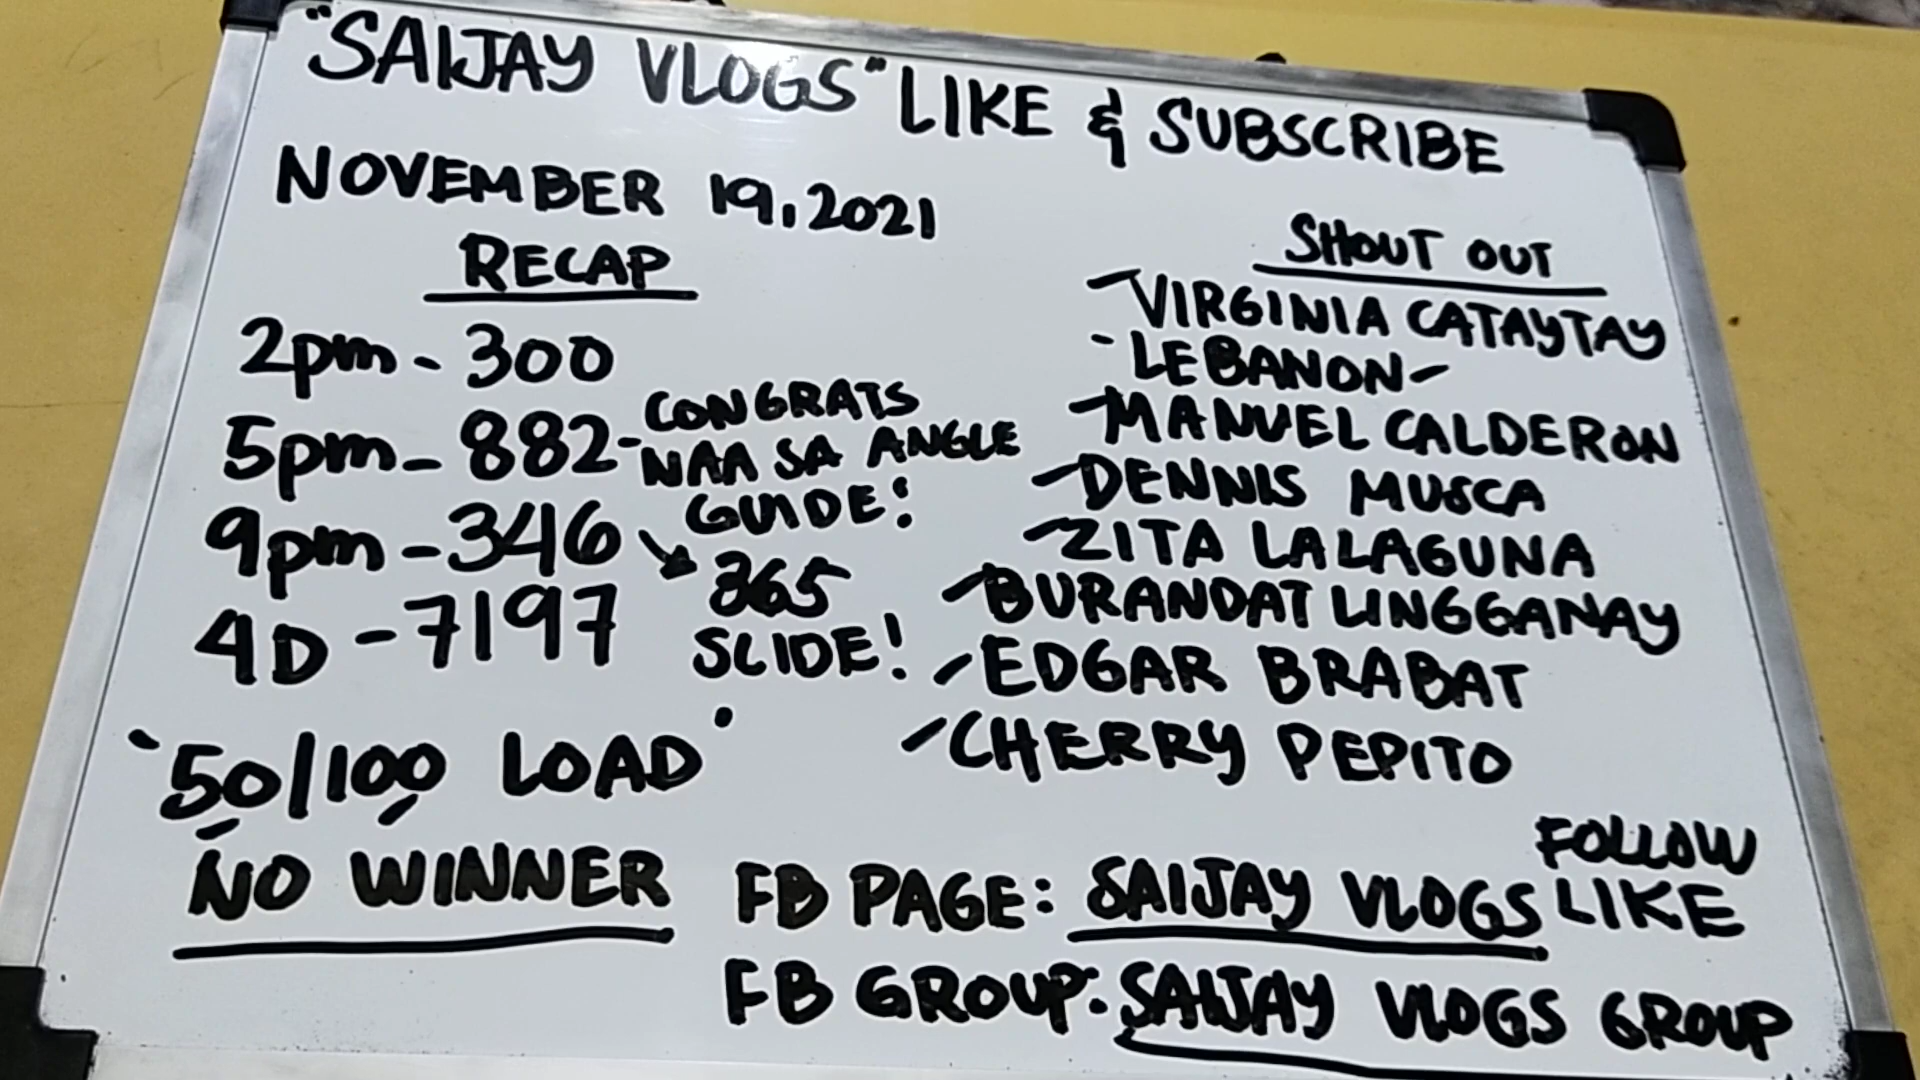 "SAIJAY VLOGS" LIKE & SUBSCRIBE
NOVEMBER 19, 2021
RECAP
2pm - 300
5pm - 882 - CONGRATS
NAA SA ANGLE
GUIDE!
9pm - 346 → 365
SLIDE!
4D - 7197
"50/100 LOAD"
NO WINNER
SHOUT OUT
- VIRGINIA CATAYTAY
- LEBANON -
- MANUEL CALDERON
- DENNIS MUSCA
- ZITA LALAGUNA
- BURANDAT LINGGANAY
- EDGAR BRABAT
- CHERRY PEPITO
FB PAGE: SAIJAY VLOGS FOLLOW
LIKE
FB GROUP: SAIJAY VLOGS GROUP